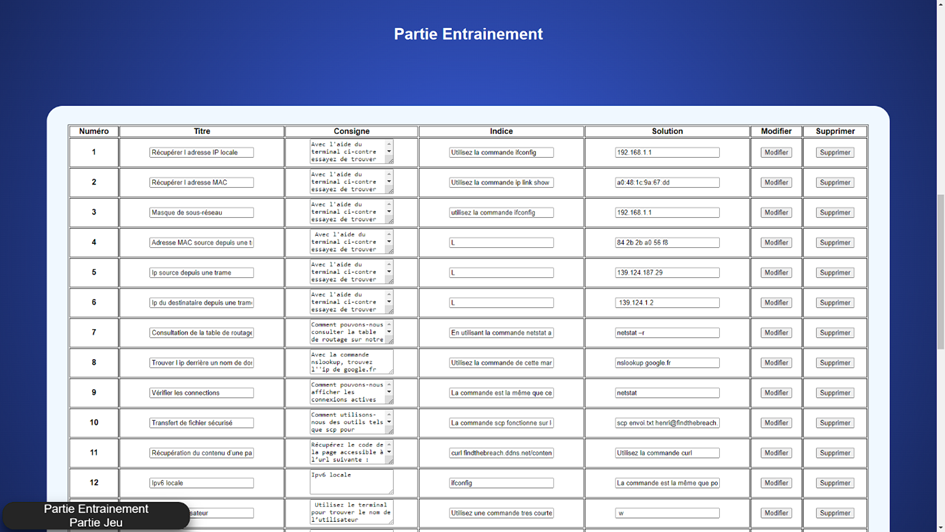 Partie Entrainement
Numéro Titre Consigne Indice Solution Modifier Supprimer
1 Récupérer l adresse IP locale Avec l'aide du terminal ci-contre essayez de trouver Utilisez la commande ifconfig 192.168.1.1 Modifier Supprimer
2 Récupérer l adresse MAC Avec l'aide du terminal ci-contre essayez de trouver Utilisez la commande ip link show a0:48:1c:9a:67 dd Modifier Supprimer
3 Masque de sous-réseau Avec l'aide du terminal ci-contre essayez de trouver utilisez la commande ifconfig 192.168.1.1 Modifier Supprimer
4 Adresse MAC source depuis une t Avec l'aide du terminal ci-contre essayez de trouver L 84 2b 2b a0 56 f8 Modifier Supprimer
5 Ip source depuis une trame Avec l'aide du terminal ci-contre essayez de trouver L 139.124.187.29 Modifier Supprimer
6 Ip du destinataire depuis une tram Avec l'aide du terminal ci-contre essayez de trouver L 139.124.1.2 Modifier Supprimer
7 Consultation de la table de routage Comment pouvons-nous consulter la table de routage sur notre En utilisant la commande netstat a netstat –r Modifier Supprimer
8 Trouver l ip derrière un nom de do Avec la commande nslookup, trouvez l''ip de google.fr Utilisez la commande de cette mar nslookup google.fr Modifier Supprimer
9 Vérifier les connections Comment pouvons-nous afficher les connexions actives La commande est la même que ce netstat Modifier Supprimer
10 Transfert de fichier sécurisé Comment utilisons-nous des outils tels que scp pour La commande scp fonctionne sur l scp envoi txt henri@findthebreach. Modifier Supprimer
11 Récupération du contenu d'une pa Récupérez le code de la page accessible à l'url suivante : curl findthebreach ddns.net/conten Utilisez la commande curl Modifier Supprimer
12 Ipv6 locale Ipv6 locale ifconfig La commande est la même que po Modifier Supprimer
sateur Utilisez le terminal pour trouver le nom de l'utilisateur Utilisez une commande tres courte w Modifier Supprimer
Partie Entrainement
Partie Jeu